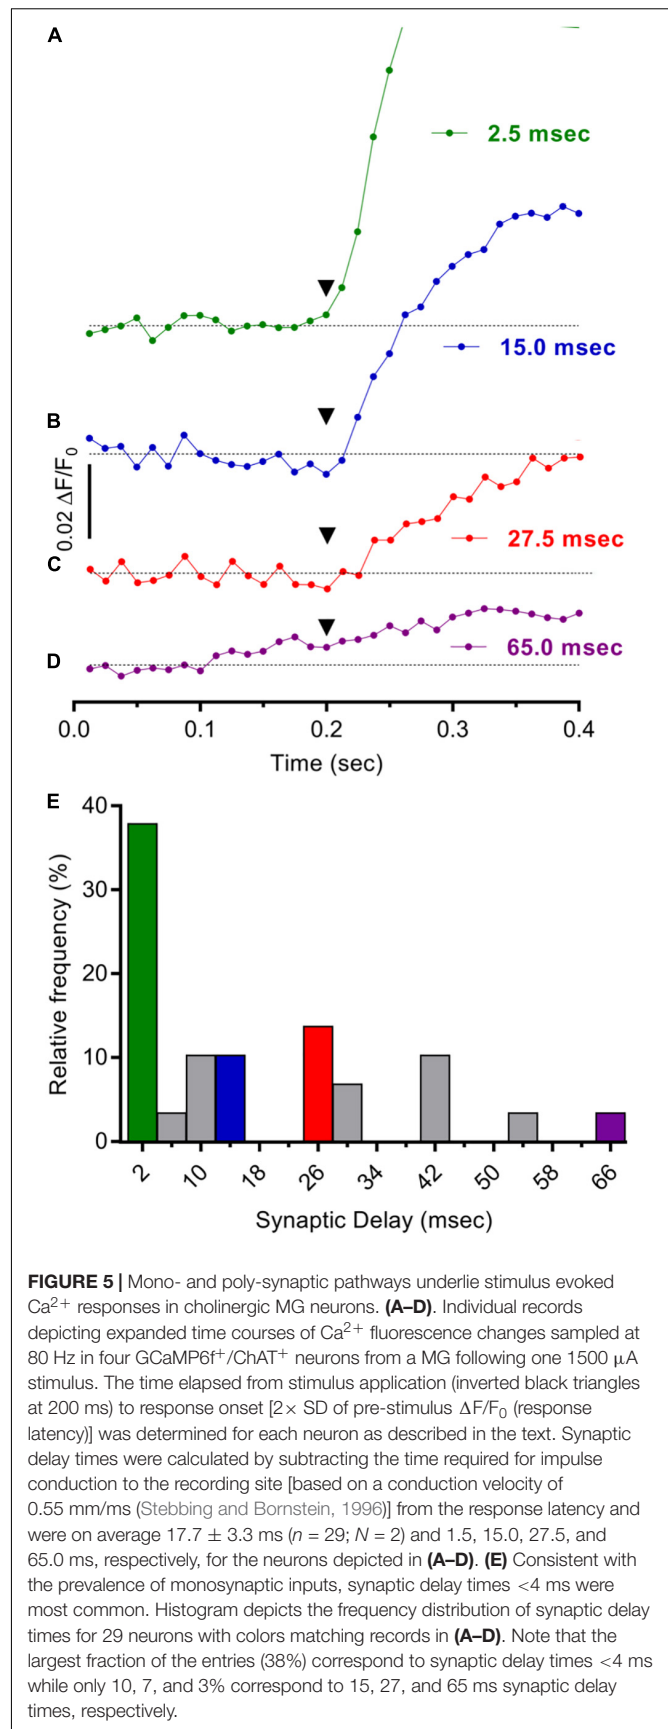 A
2.5 msec
15.0 msec
B
0.02 ΔF/F0
27.5 msec
C
65.0 msec
D
0.0 0.1 0.2 0.3 0.4
Time (sec)
E
40
30
20
10
0
Relative frequency (%)
2 10 18 26 34 42 50 58 66
Synaptic Delay (msec)
FIGURE 5 | Mono- and poly-synaptic pathways underlie stimulus evoked
Ca2+ responses in cholinergic MG neurons. (A–D). Individual records
depicting expanded time courses of Ca2+ fluorescence changes sampled at
80 Hz in four GCaMP6f+/ChAT+ neurons from a MG following one 1500 μA
stimulus. The time elapsed from stimulus application (inverted black triangles
at 200 ms) to response onset [2× SD of pre-stimulus ΔF/F0 (response
latency)] was determined for each neuron as described in the text. Synaptic
delay times were calculated by subtracting the time required for impulse
conduction to the recording site [based on a conduction velocity of
0.55 mm/ms (Stebbing and Bornstein, 1996)] from the response latency and
were on average 17.7 ± 3.3 ms (n = 29; N = 2) and 1.5, 15.0, 27.5, and
65.0 ms, respectively, for the neurons depicted in (A–D). (E) Consistent with
the prevalence of monosynaptic inputs, synaptic delay times <4 ms were
most common. Histogram depicts the frequency distribution of synaptic delay
times for 29 neurons with colors matching records in (A–D). Note that the
largest fraction of the entries (38%) correspond to synaptic delay times <4 ms
while only 10, 7, and 3% correspond to 15, 27, and 65 ms synaptic delay
times, respectively.